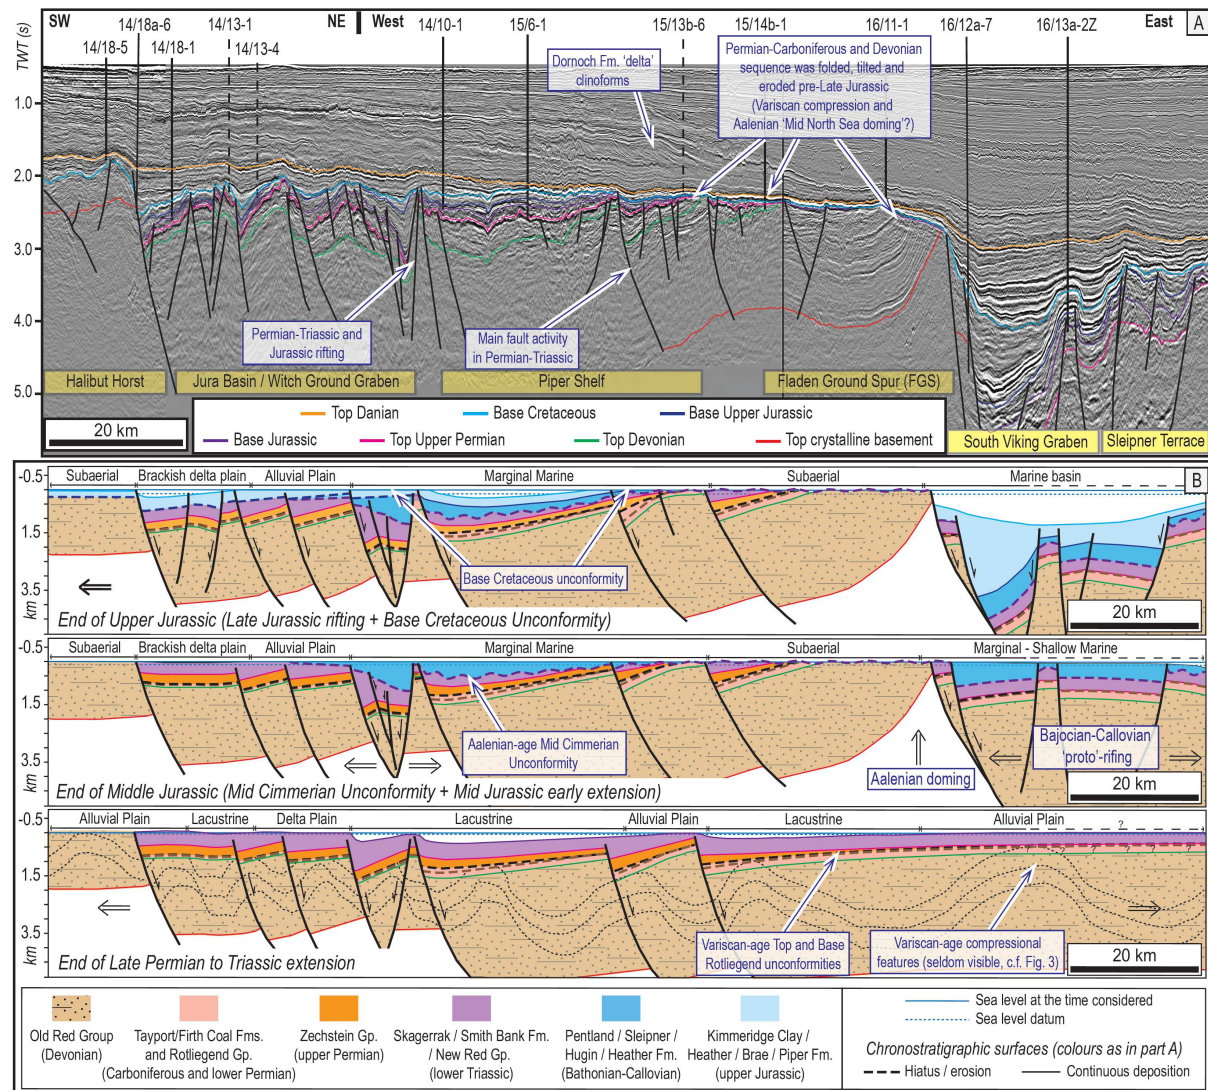 SW
14/18a-6
14/13-1
NE
West
14/10-1
15/6-1
15/13b-6
15/14b-1
16/11-1
16/12a-7
16/13a-2Z
East
A
14/18-5
14/18-1
14/13-4
TWT (s)
1.0
2.0
3.0
4.0
5.0
Dornoch Fm. ‘delta’
clinoforms
Permian-Carboniferous and Devonian
sequence was folded, tilted and
eroded pre-Late Jurassic
(Variscan compression and
Aalenian ‘Mid North Sea doming’?)
Permian-Triassic and
Jurassic rifting
Main fault activity
in Permian-Triassic
Halibut Horst
Jura Basin / Witch Ground Graben
Piper Shelf
Fladen Ground Spur (FGS)
South Viking Graben
Sleipner Terrace
20 km
Top Danian
Base Cretaceous
Base Upper Jurassic
Base Jurassic
Top Upper Permian
Top Devonian
Top crystalline basement
B
-0.5
Subaerial
Brackish delta plain
Alluvial Plain
Marginal Marine
Subaerial
Marine basin
1.5
3.5
km
Base Cretaceous unconformity
20 km
End of Upper Jurassic (Late Jurassic rifting + Base Cretaceous Unconformity)
-0.5
Subaerial
Brackish delta plain
Alluvial Plain
Marginal Marine
Subaerial
Marginal - Shallow Marine
1.5
3.5
km
Aalenian-age Mid Cimmerian
Unconformity
Aalenian doming
Bajocian-Callovian
‘proto’-rifing
20 km
End of Middle Jurassic (Mid Cimmerian Unconformity + Mid Jurassic early extension)
-0.5
Alluvial Plain
Lacustrine
Delta Plain
Lacustrine
Alluvial Plain
Lacustrine
Alluvial Plain
?
? ? ?
1.5
3.5
km
Variscan-age Top and Base
Rotliegend unconformities
Variscan-age compressional
features (seldom visible, c.f. Fig. 3)
20 km
End of Late Permian to Triassic extension
Old Red Group
(Devonian)
Tayport/Firth Coal Fms.
and Rotliegend Gp.
(Carboniferous and lower Permian)
Zechstein Gp.
(upper Permian)
Skagerrak / Smith Bank Fm.
/ New Red Gp.
(lower Triassic)
Pentland / Sleipner /
Hugin / Heather Fm.
(Bathonian-Callovian)
Kimmeridge Clay /
Heather / Brae / Piper Fm.
(upper Jurassic)
Sea level at the time considered
Sea level datum
Chronostratigraphic surfaces (colours as in part A)
Hiatus / erosion
Continuous deposition